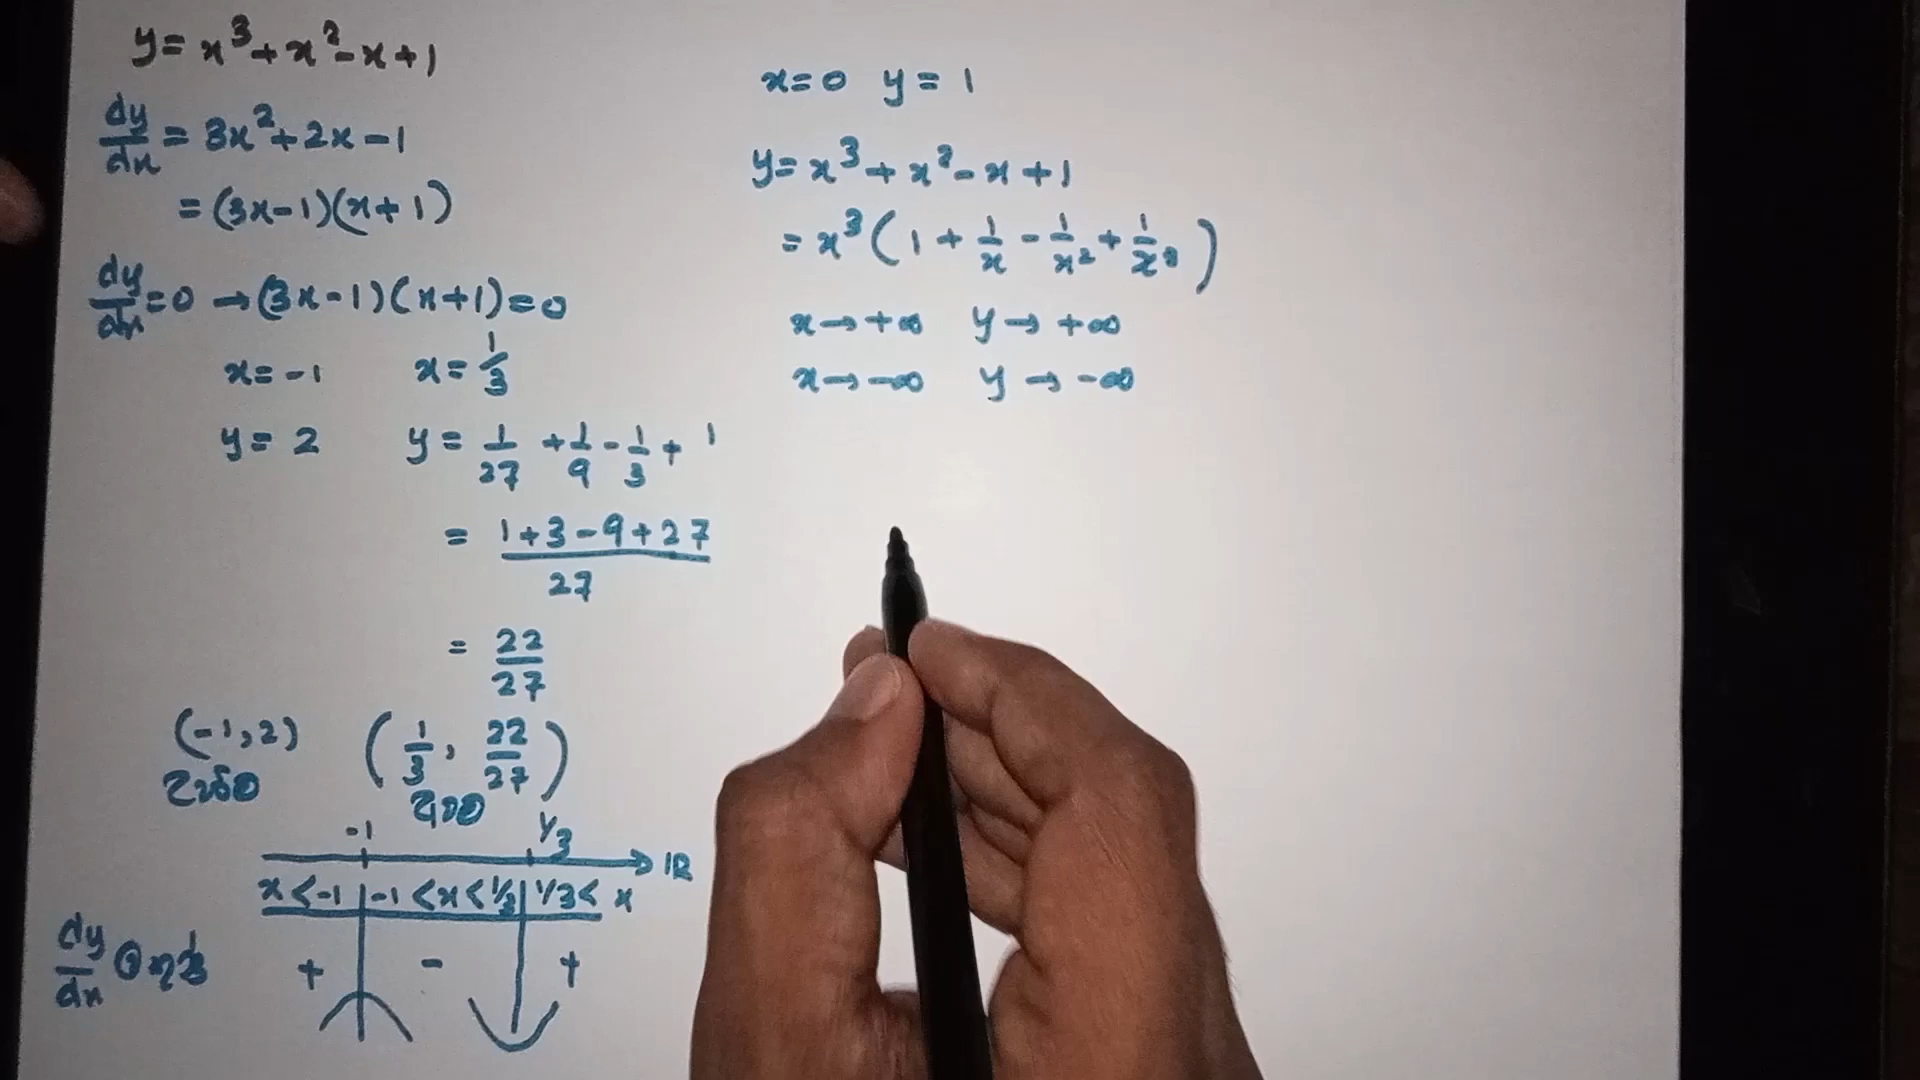 y = x³ + x² - x + 1
dy/dx = 3x² + 2x - 1
= (3x - 1)(x + 1)
dy/dx = 0 → (3x - 1)(x + 1) = 0
x = -1 x = 1/3
y = 2 y = 1/27 + 1/9 - 1/3 + 1
= (1 + 3 - 9 + 27)/27
= 22/27
(-1, 2) (1/3, 22/27)
-1 1/3
IR
x < -1 | -1 < x < 1/3 | 1/3 < x
dy/dx
+ - +
x = 0 y = 1
y = x³ + x² - x + 1
= x³(1 + 1/x - 1/x² + 1/x³)
x → +∞ y → +∞
x → -∞ y → -∞